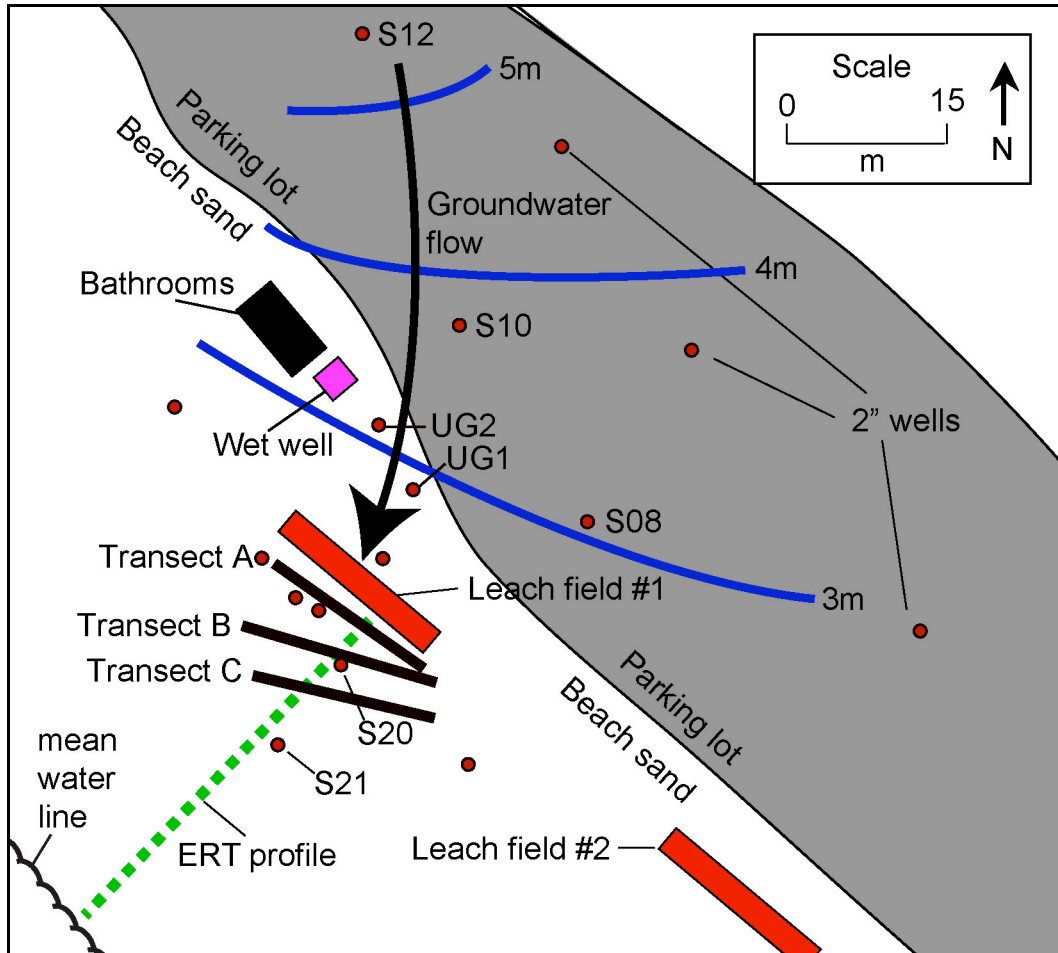 S12
5m
Scale
0
15
m
N
Parking lot
Beach sand
Groundwater
flow
4m
Bathrooms
S10
Wet well
UG2
UG1
2” wells
S08
Transect A
Leach field #1
3m
Transect B
Transect C
S20
S21
mean
water
line
ERT profile
Parking lot
Beach sand
Leach field #2